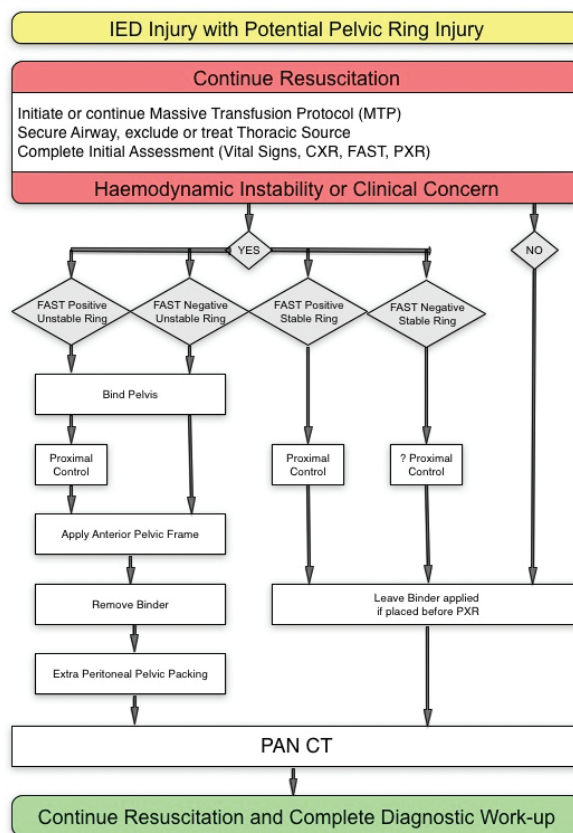 IED Injury with Potential Pelvic Ring Injury
Continue Resuscitation
Initiate or continue Massive Transfusion Protocol (MTP)
Secure Airway, exclude or treat Thoracic Source
Complete Initial Assessment (Vital Signs, CXR, FAST, PXR)
Haemodynamic Instability or Clinical Concern
YES
NO
FAST Positive
Unstable Ring
FAST Negative
Unstable Ring
FAST Positive
Stable Ring
FAST Negative
Stable Ring
Bind Pelvis
Proximal
Control
Proximal
Control
? Proximal
Control
Apply Anterior Pelvic Frame
Remove Binder
Leave Binder applied
if placed before PXR
Extra Peritoneal Pelvic Packing
PAN CT
Continue Resuscitation and Complete Diagnostic Work-up